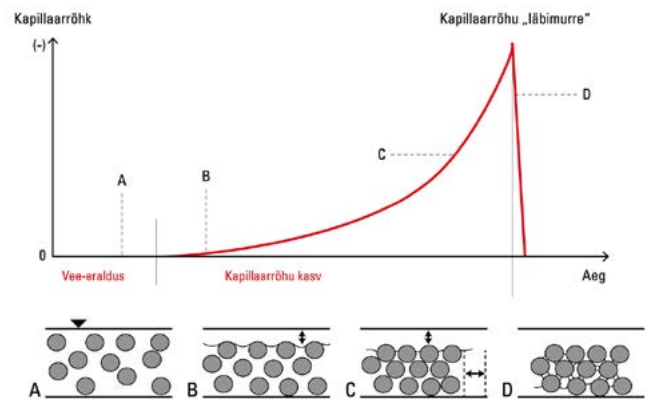 Kapillaarrõhk
Kapillaarrõhu „läbimurre“
(-)
D
C
A
B
0
Vee-eraldus
Kapillaarrõhu kasv
Aeg
A
B
C
D